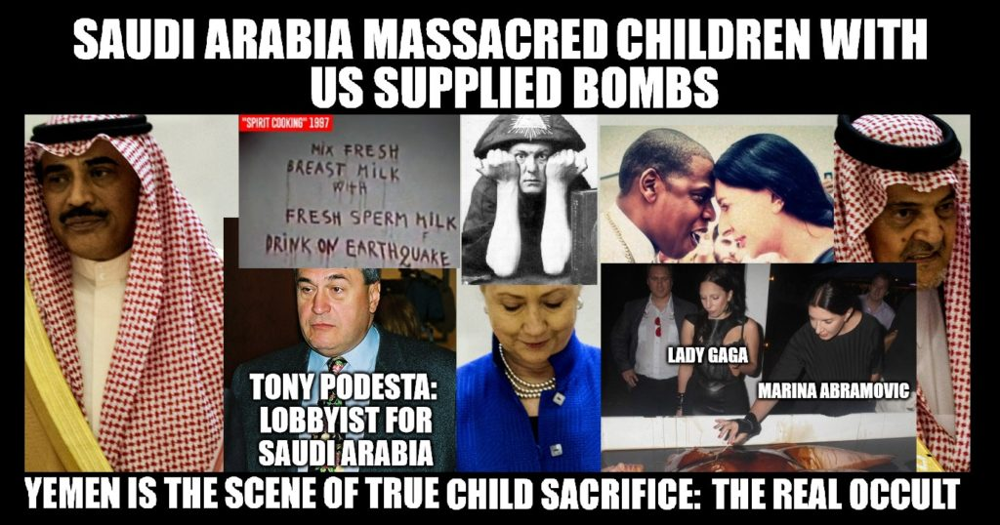 SAUDI ARABIA MASSACRED CHILDREN WITH
US SUPPLIED BOMBS
"SPIRIT COOKING" 1997
MIX FRESH
BREAST MILK
WITH
FRESH SPERM MILK
DRINK ON EARTHQUAKE
LADY GAGA
MARINA ABRAMOVIC
TONY PODESTA:
LOBBYIST FOR
SAUDI ARABIA
YEMEN IS THE SCENE OF TRUE CHILD SACRIFICE: THE REAL OCCULT